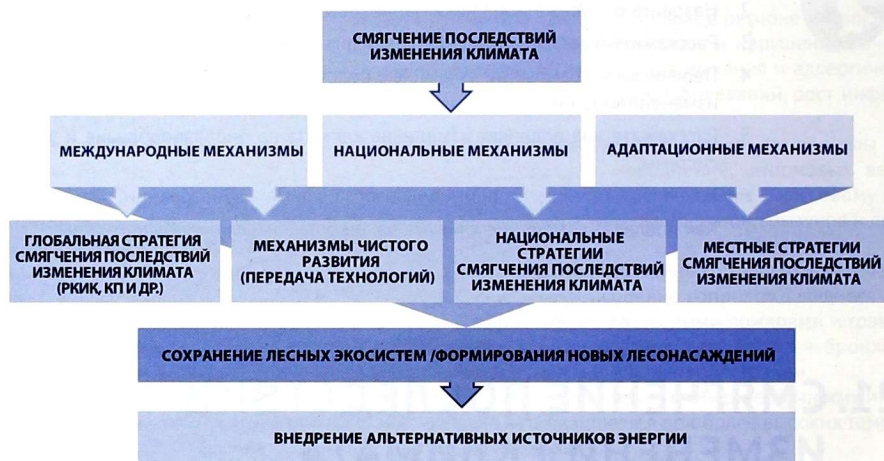 СМЯГЧЕНИЕ ПОСЛЕДСТВИЙ
ИЗМЕНЕНИЯ КЛИМАТА
МЕЖДУНАРОДНЫЕ МЕХАНИЗМЫ
НАЦИОНАЛЬНЫЕ МЕХАНИЗМЫ
АДАПТАЦИОННЫЕ МЕХАНИЗМЫ
ГЛОБАЛЬНАЯ СТРАТЕГИЯ
СМЯГЧЕНИЯ ПОСЛЕДСТВИЙ
ИЗМЕНЕНИЯ КЛИМАТА
(РКИК, КП И ДР.)
МЕХАНИЗМЫ ЧИСТОГО
РАЗВИТИЯ
(ПЕРЕДАЧА ТЕХНОЛОГИЙ)
НАЦИОНАЛЬНЫЕ
СТРАТЕГИИ
СМЯГЧЕНИЯ ПОСЛЕДСТВИЙ
ИЗМЕНЕНИЯ КЛИМАТА
МЕСТНЫЕ СТРАТЕГИИ
СМЯГЧЕНИЯ ПОСЛЕДСТВИЙ
ИЗМЕНЕНИЯ КЛИМАТА
СОХРАНЕНИЕ ЛЕСНЫХ ЭКОСИСТЕМ /ФОРМИРОВАНИЯ НОВЫХ ЛЕСОНАСАЖДЕНИЙ
ВНЕДРЕНИЕ АЛЬТЕРНАТИВНЫХ ИСТОЧНИКОВ ЭНЕРГИИ